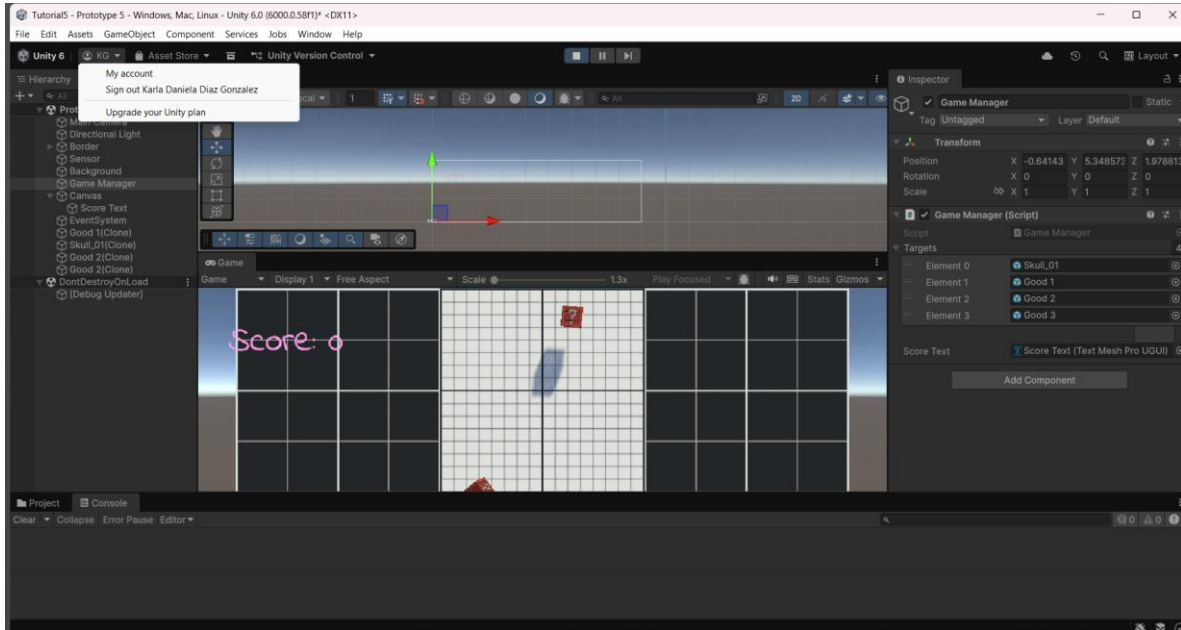 Tutorial5 - Prototype 5 - Windows, Mac, Linux - Unity 6.0 (6000.0.58f1)* <DX11>
File Edit Assets GameObject Component Services Jobs Window Help
Unity 6 KG Asset Store Unity Version Control Layout
My account
Sign out Karla Daniela Diaz Gonzalez
Upgrade your Unity plan
Hierarchy
All
Main Camera
Directional Light
Border
Sensor
Background
Game Manager
Canvas
Score Text
EventSystem
Good 1(Clone)
Skull_01(Clone)
Good 2(Clone)
Good 2(Clone)
DontDestroyOnLoad
[Debug Updater]
1 All 2D
Game
Game Display 1 Free Aspect Scale 1.3x Play Focused Stats Gizmos
Score: 0
Inspector
Game Manager Static
Tag Untagged Layer Default
Transform
Position X -0.64143 Y 5.348573 Z 1.97881
Rotation X 0 Y 0 Z 0
Scale X 1 Y 1 Z 1
Game Manager (Script)
Script Game Manager
Targets 4
Element 0 Skull_01
Element 1 Good 1
Element 2 Good 2
Element 3 Good 3
Score Text Score Text (Text Mesh Pro UGUI)
Add Component
Project Console
Clear Collapse Error Pause Editor 0 0